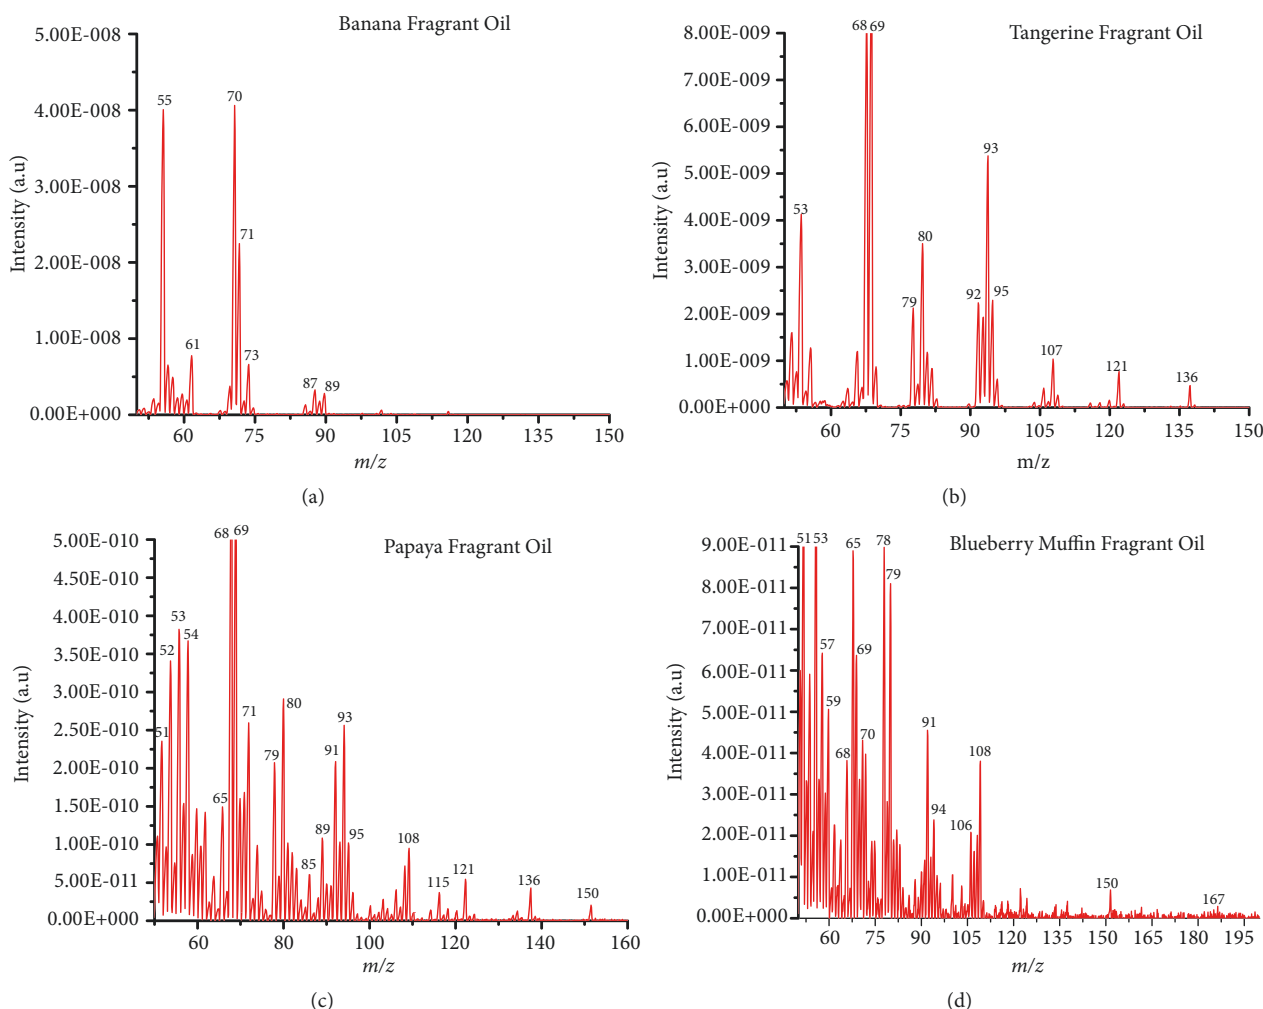 Banana Fragrant Oil
5.00E-008
4.00E-008
3.00E-008
2.00E-008
1.00E-008
0.00E+000
Intensity (a.u)
55
70
71
61
73
87
89
60
75
90
105
120
135
150
m/z
(a)
Tangerine Fragrant Oil
8.00E-009
7.00E-009
6.00E-009
5.00E-009
4.00E-009
3.00E-009
2.00E-009
1.00E-009
0.00E+000
Intensity (a.u)
68
69
93
53
80
79
92
95
107
121
136
60
75
90
105
120
135
150
m/z
(b)
Papaya Fragrant Oil
5.00E-010
4.50E-010
4.00E-010
3.50E-010
3.00E-010
2.50E-010
2.00E-010
1.50E-010
1.00E-010
5.00E-011
0.00E+000
Intensity (a.u)
68
69
53
54
52
51
71
65
79
80
93
91
89
95
85
108
115
121
136
150
60
80
100
120
140
160
m/z
(c)
Blueberry Muffin Fragrant Oil
9.00E-011
8.00E-011
7.00E-011
6.00E-011
5.00E-011
4.00E-011
3.00E-011
2.00E-011
1.00E-011
0.00E+000
Intensity (a.u)
51
53
65
78
79
57
69
59
68
70
91
94
106
108
150
167
60
75
90
105
120
135
150
165
180
195
m/z
(d)